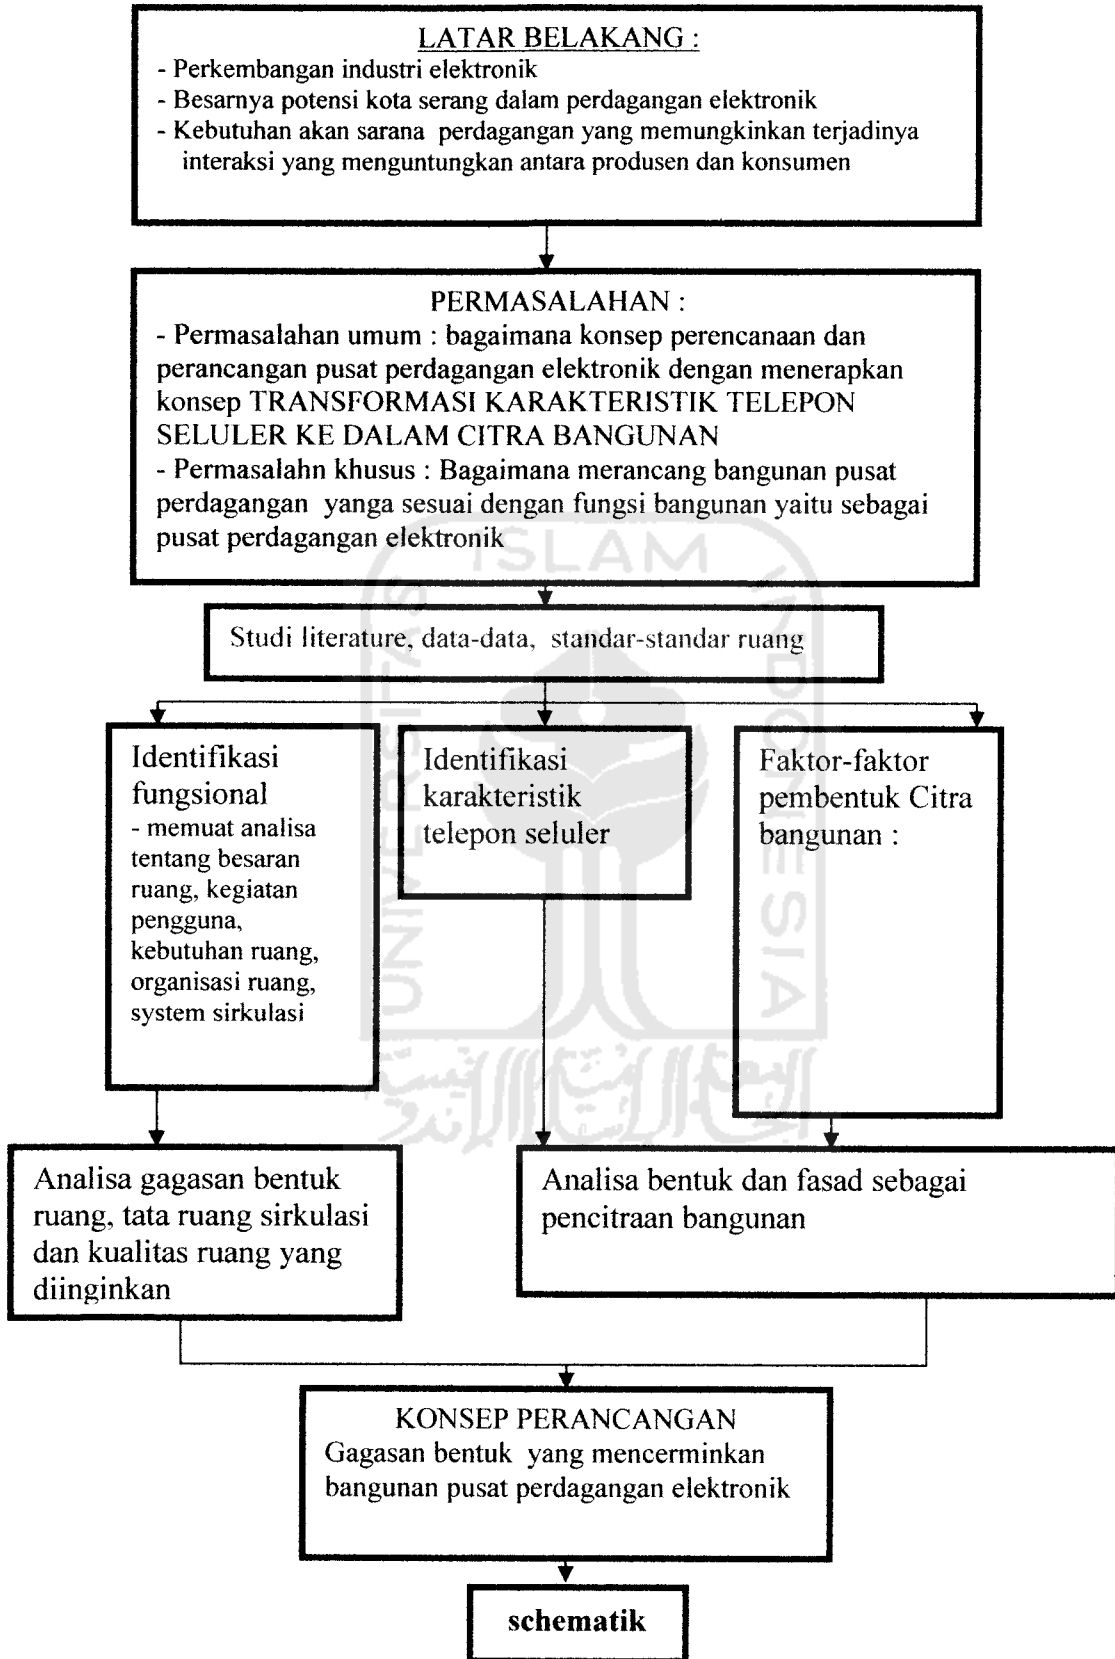 LATAR BELAKANG :
- Perkembangan industri elektronik
- Besarnya potensi kota serang dalam perdagangan elektronik
- Kebutuhan akan sarana perdagangan yang memungkinkan terjadinya
interaksi yang menguntungkan antara produsen dan konsumen
PERMASALAHAN :
- Permasalahan umum : bagaimana konsep perencanaan dan
perancangan pusat perdagangan elektronik dengan menerapkan
konsep TRANSFORMASI KARAKTERISTIK TELEPON
SELULER KE DALAM CITRA BANGUNAN
- Permasalahn khusus : Bagaimana merancang bangunan pusat
perdagangan yanga sesuai dengan fungsi bangunan yaitu sebagai
pusat perdagangan elektronik
Studi literature, data-data, standar-standar ruang
Identifikasi
fungsional
- memuat analisa
tentang besaran
ruang, kegiatan
pengguna,
kebutuhan ruang,
organisasi ruang,
system sirkulasi
Identifikasi
karakteristik
telepon seluler
Faktor-faktor
pembentuk Citra
bangunan :
Analisa gagasan bentuk
ruang, tata ruang sirkulasi
dan kualitas ruang yang
diinginkan
Analisa bentuk dan fasad sebagai
pencitraan bangunan
KONSEP PERANCANGAN
Gagasan bentuk yang mencerminkan
bangunan pusat perdagangan elektronik
schematik
ISLAM
UNIVERSITAS
INDONESIA